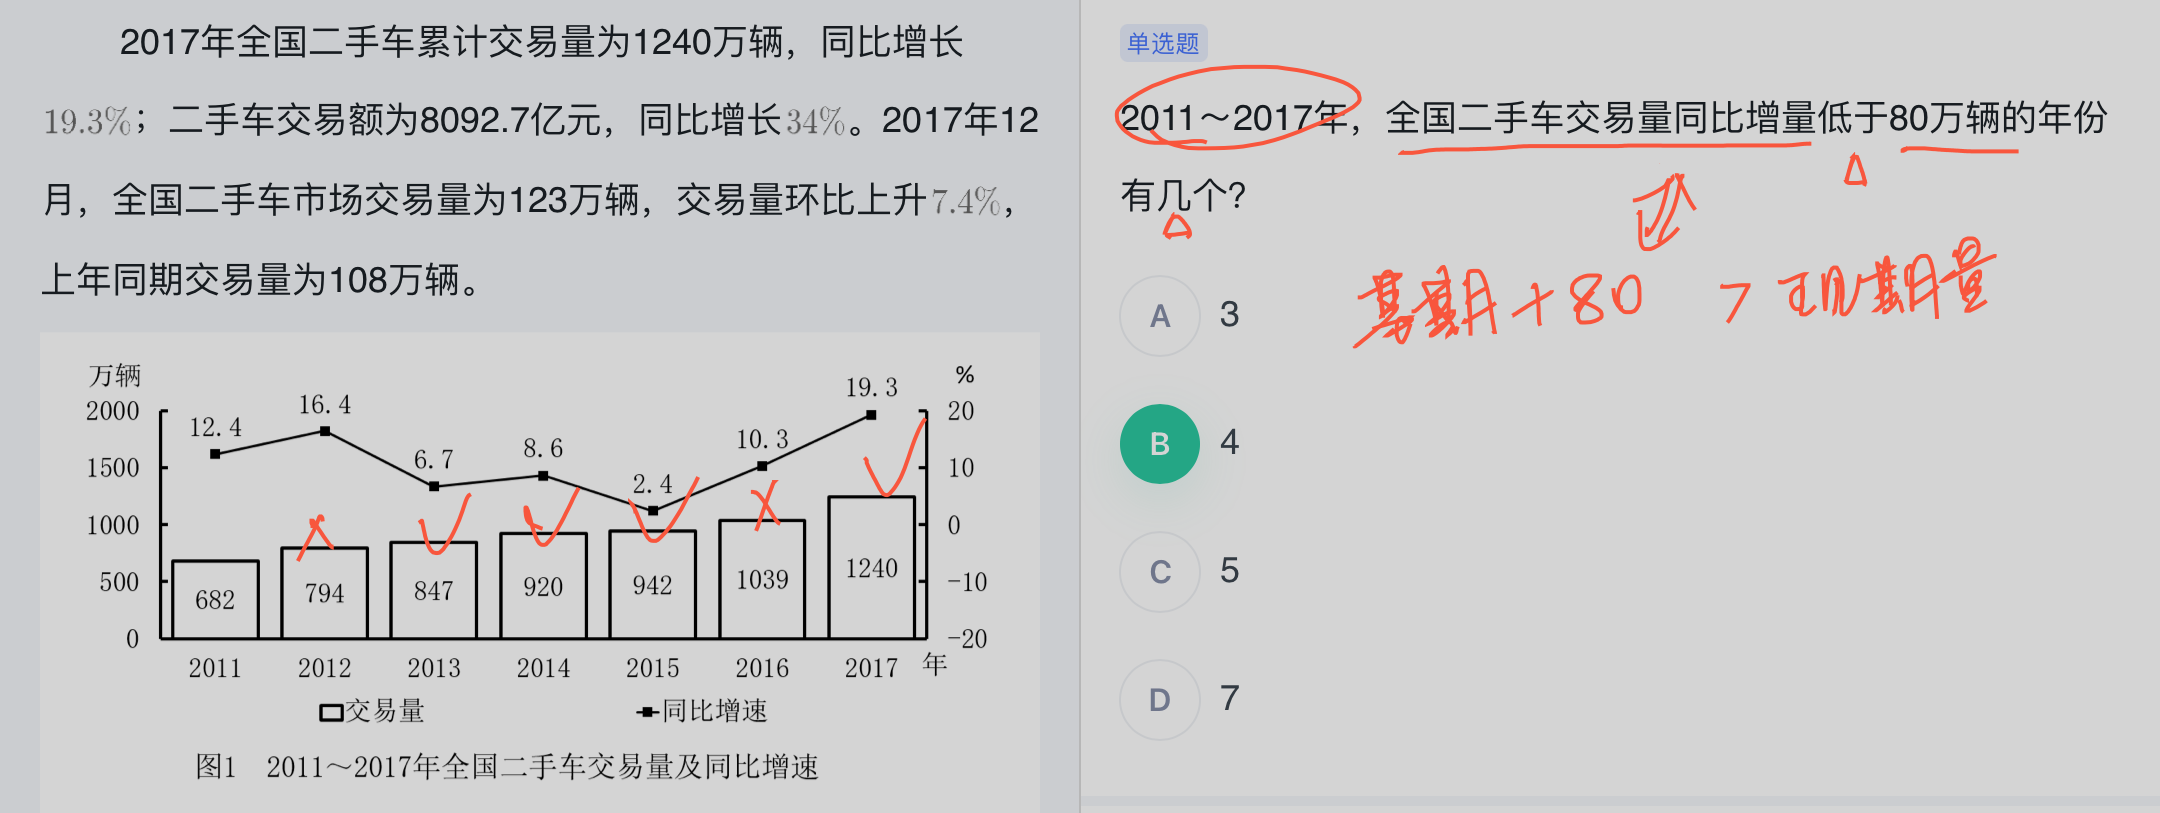 2017年全国二手车累计交易量为1240万辆，同比增长
19.3%；二手车交易额为8092.7亿元，同比增长34%。2017年12
月，全国二手车市场交易量为123万辆，交易量环比上升7.4%，
上年同期交易量为108万辆。
万辆
%
2000
1500
1000
500
0
20
10
0
-10
-20
12.4
16.4
6.7
8.6
2.4
10.3
19.3
682
794
847
920
942
1039
1240
2011
2012
2013
2014
2015
2016
2017
年
交易量
同比增速
图1 2011～2017年全国二手车交易量及同比增速
单选题
2011～2017年，全国二手车交易量同比增量低于80万辆的年份
有几个?
基期+80 > 现期量
A 3
B 4
C 5
D 7